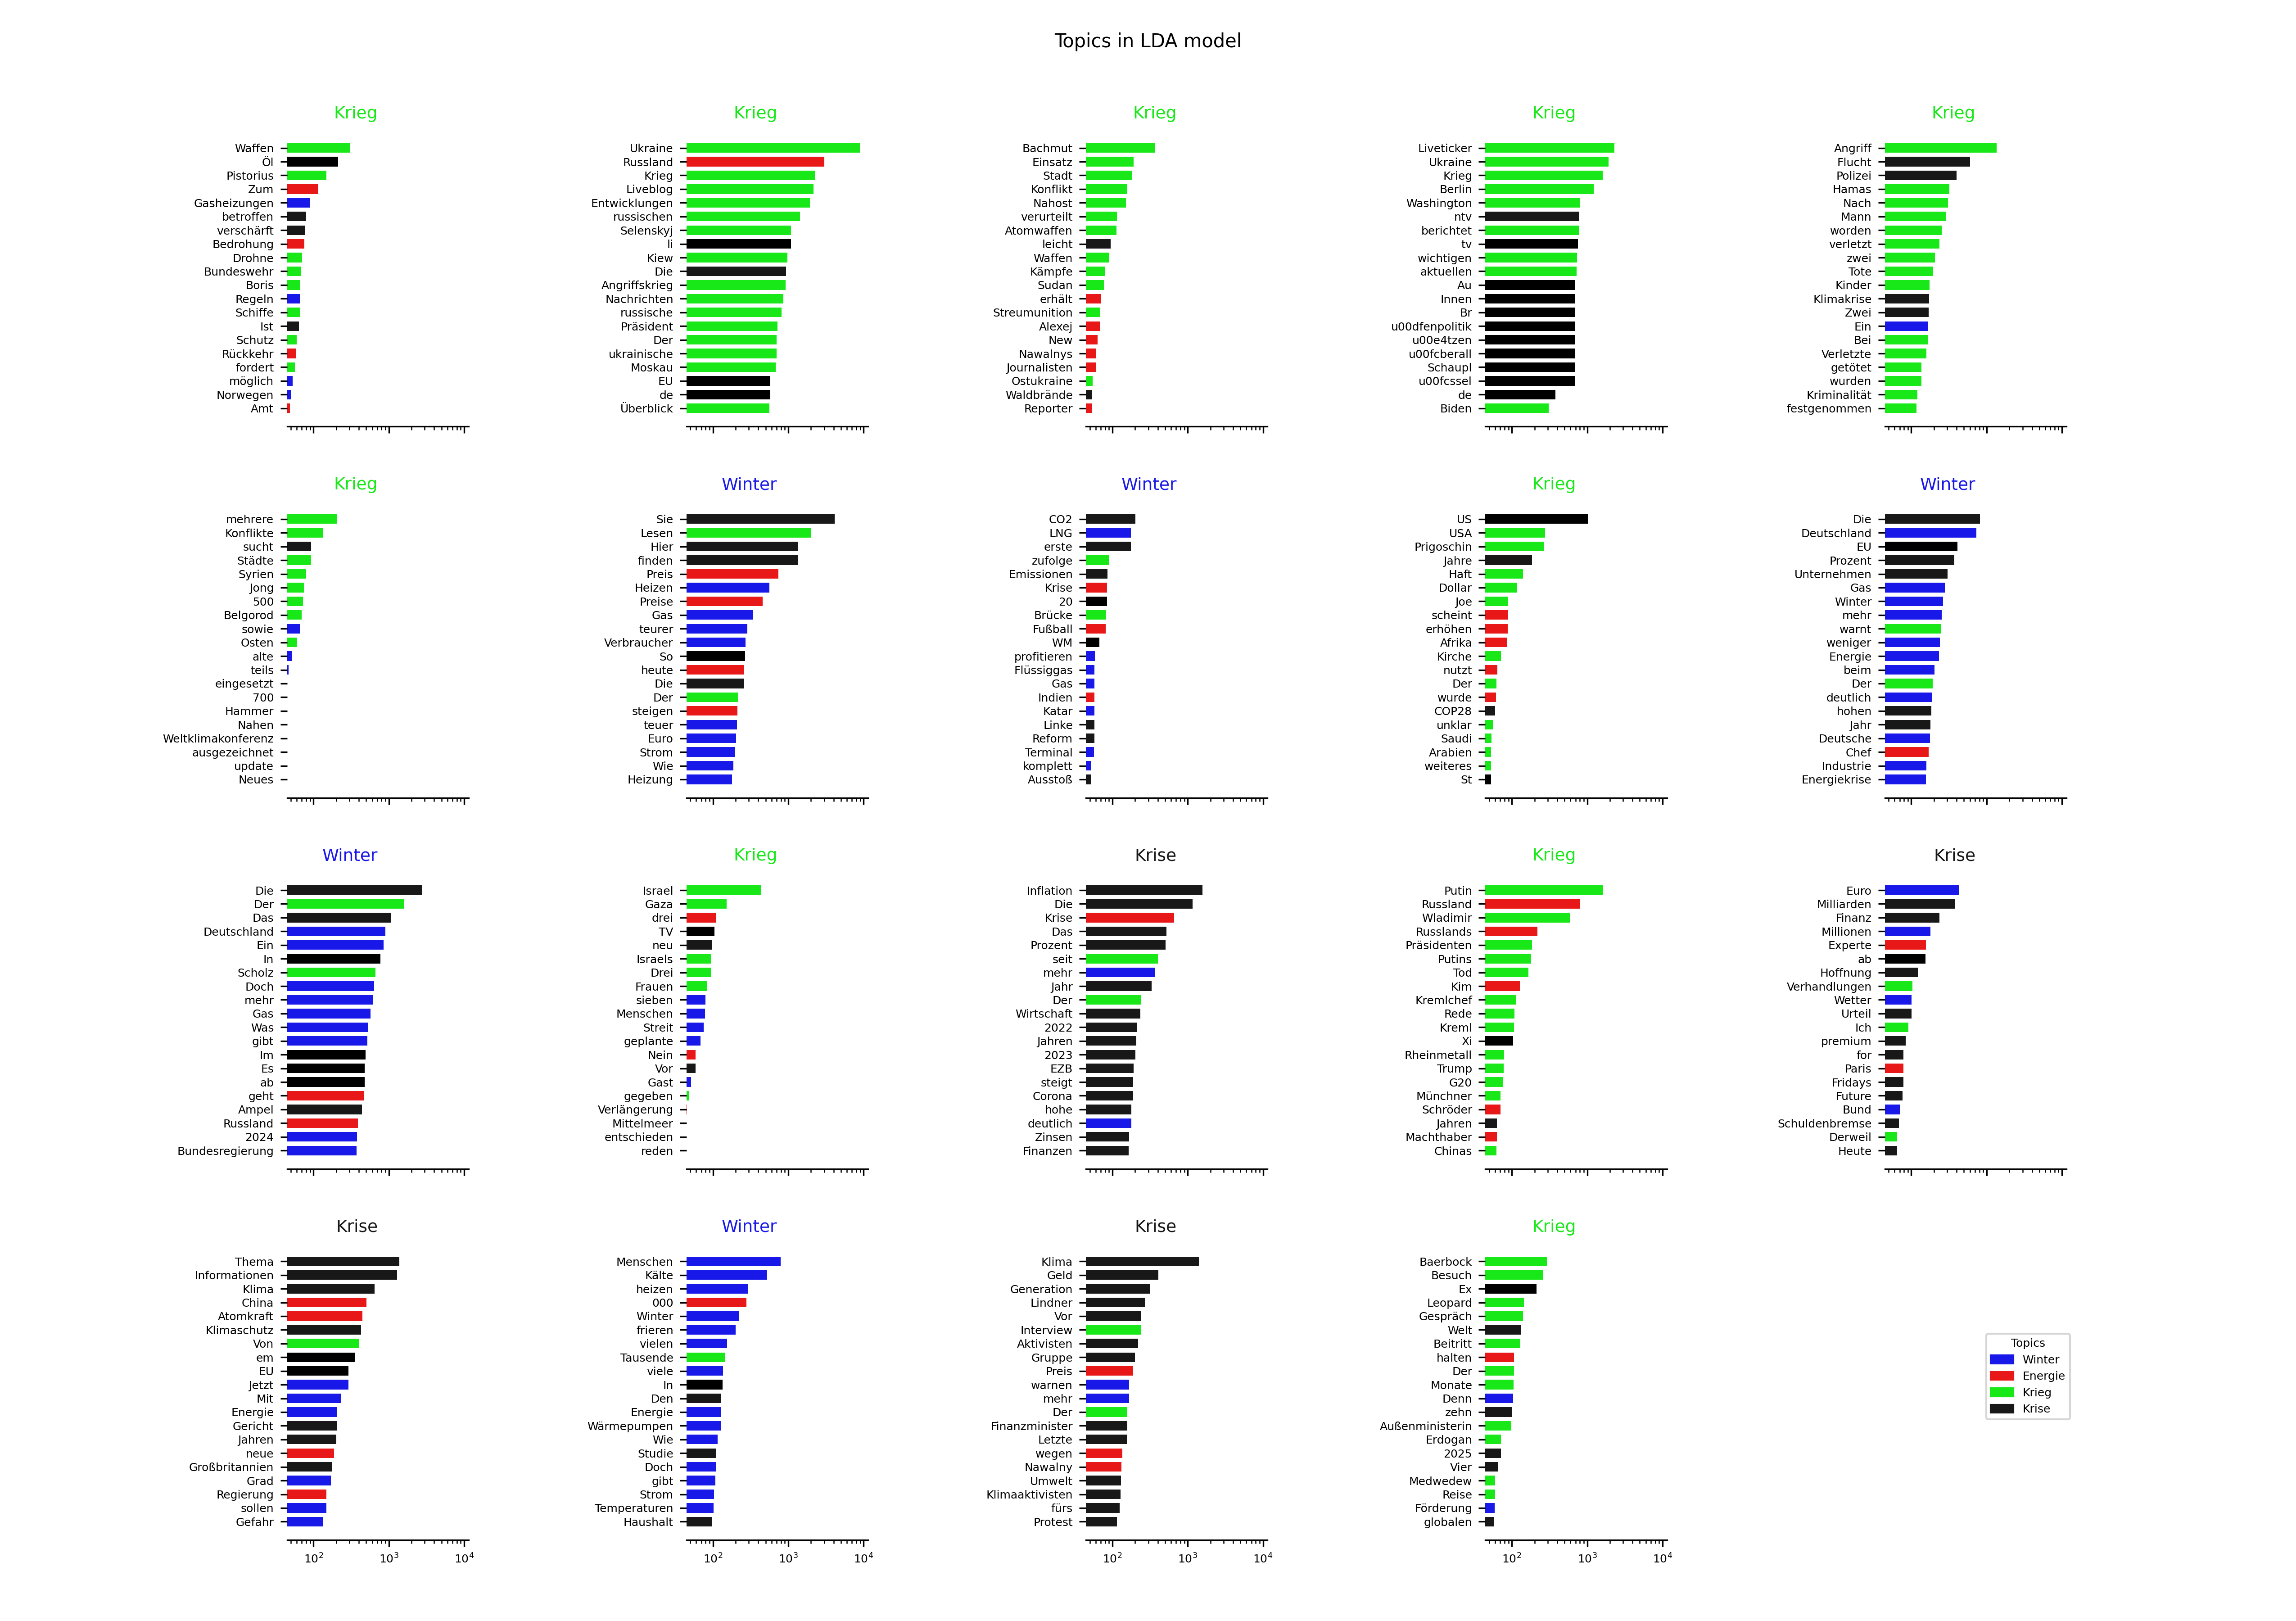 Topics in LDA model
Krieg
Waffen
Öl
Pistorius
Zum
Gasheizungen
betroffen
verschärft
Bedrohung
Drohne
Bundeswehr
Boris
Regeln
Schiffe
Ist
Schutz
Rückkehr
fordert
möglich
Norwegen
Amt
Krieg
Ukraine
Russland
Krieg
Liveblog
Entwicklungen
russischen
Selenskyj
li
Kiew
Die
Angriffskrieg
Nachrichten
russische
Präsident
Der
ukrainische
Moskau
EU
de
Überblick
Krieg
Bachmut
Einsatz
Stadt
Konflikt
Nahost
verurteilt
Atomwaffen
leicht
Waffen
Kämpfe
Sudan
erhält
Streumunition
Alexej
New
Nawalnys
Journalisten
Ostukraine
Waldbrände
Reporter
Krieg
Liveticker
Ukraine
Krieg
Berlin
Washington
ntv
berichtet
tv
wichtigen
aktuellen
Au
Innen
Br
u00dfenpolitik
u00e4tzen
u00fcberall
Schaupl
u00fcssel
de
Biden
Krieg
Angriff
Flucht
Polizei
Hamas
Nach
Mann
worden
verletzt
zwei
Tote
Kinder
Klimakrise
Zwei
Ein
Bei
Verletzte
getötet
wurden
Kriminalität
festgenommen
Krieg
mehrere
Konflikte
sucht
Städte
Syrien
Jong
500
Belgorod
sowie
Osten
alte
teils
eingesetzt
700
Hammer
Nahen
Weltklimakonferenz
ausgezeichnet
update
Neues
Winter
Sie
Lesen
Hier
finden
Preis
Heizen
Preise
Gas
teurer
Verbraucher
So
heute
Die
Der
steigen
teuer
Euro
Strom
Wie
Heizung
Winter
CO2
LNG
erste
zufolge
Emissionen
Krise
20
Brücke
Fußball
WM
profitieren
Flüssiggas
Gas
Indien
Katar
Linke
Reform
Terminal
komplett
Ausstoß
Krieg
US
USA
Prigoschin
Jahre
Haft
Dollar
Joe
scheint
erhöhen
Afrika
Kirche
nutzt
Der
wurde
COP28
unklar
Saudi
Arabien
weiteres
St
Winter
Die
Deutschland
EU
Prozent
Unternehmen
Gas
Winter
mehr
warnt
weniger
Energie
beim
Der
deutlich
hohen
Jahr
Deutsche
Chef
Industrie
Energiekrise
Winter
Die
Der
Das
Deutschland
Ein
In
Scholz
Doch
mehr
Gas
Was
gibt
Im
Es
ab
geht
Ampel
Russland
2024
Bundesregierung
Krieg
Israel
Gaza
drei
TV
neu
Israels
Drei
Frauen
sieben
Menschen
Streit
geplante
Nein
Vor
Gast
gegeben
Verlängerung
Mittelmeer
entschieden
reden
Krise
Inflation
Die
Krise
Das
Prozent
seit
mehr
Jahr
Der
Wirtschaft
2022
Jahren
2023
EZB
steigt
Corona
hohe
deutlich
Zinsen
Finanzen
Krieg
Putin
Russland
Wladimir
Russlands
Präsidenten
Putins
Tod
Kim
Kremlchef
Rede
Kreml
Xi
Rheinmetall
Trump
G20
Münchner
Schröder
Jahren
Machthaber
Chinas
Krise
Euro
Milliarden
Finanz
Millionen
Experte
ab
Hoffnung
Verhandlungen
Wetter
Urteil
Ich
premium
for
Paris
Fridays
Future
Bund
Schuldenbremse
Derweil
Heute
Krise
Thema
Informationen
Klima
China
Atomkraft
Klimaschutz
Von
em
EU
Jetzt
Mit
Energie
Gericht
Jahren
neue
Großbritannien
Grad
Regierung
sollen
Gefahr
10² 10³ 10⁴
Winter
Menschen
Kälte
heizen
000
Winter
frieren
vielen
Tausende
viele
In
Den
Energie
Wärmepumpen
Wie
Studie
Doch
gibt
Strom
Temperaturen
Haushalt
10² 10³ 10⁴
Krise
Klima
Geld
Generation
Lindner
Vor
Interview
Aktivisten
Gruppe
Preis
warnen
mehr
Der
Finanzminister
Letzte
wegen
Nawalny
Umwelt
Klimaaktivisten
fürs
Protest
10² 10³ 10⁴
Krieg
Baerbock
Besuch
Ex
Leopard
Gespräch
Welt
Beitritt
halten
Der
Monate
Denn
zehn
Außenministerin
Erdogan
2025
Vier
Medwedew
Reise
Förderung
globalen
10² 10³ 10⁴
Topics
Winter
Energie
Krieg
Krise